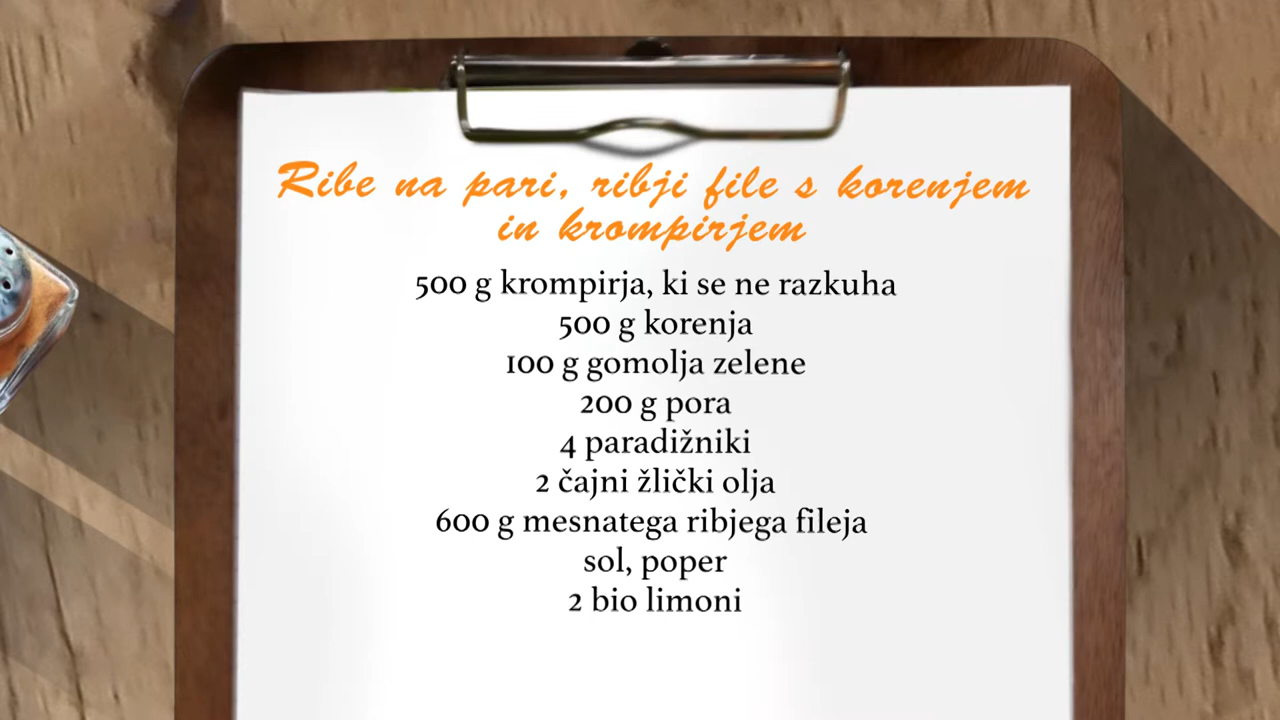 Ribe na pari, ribji file s korenjem
in krompirjem
500 g krompirja, ki se ne razkuha
500 g korenja
100 g gomolja zelene
200 g pora
4 paradižniki
2 čajni žlički olja
600 g mesnatega ribjega fileja
sol, poper
2 bio limoni